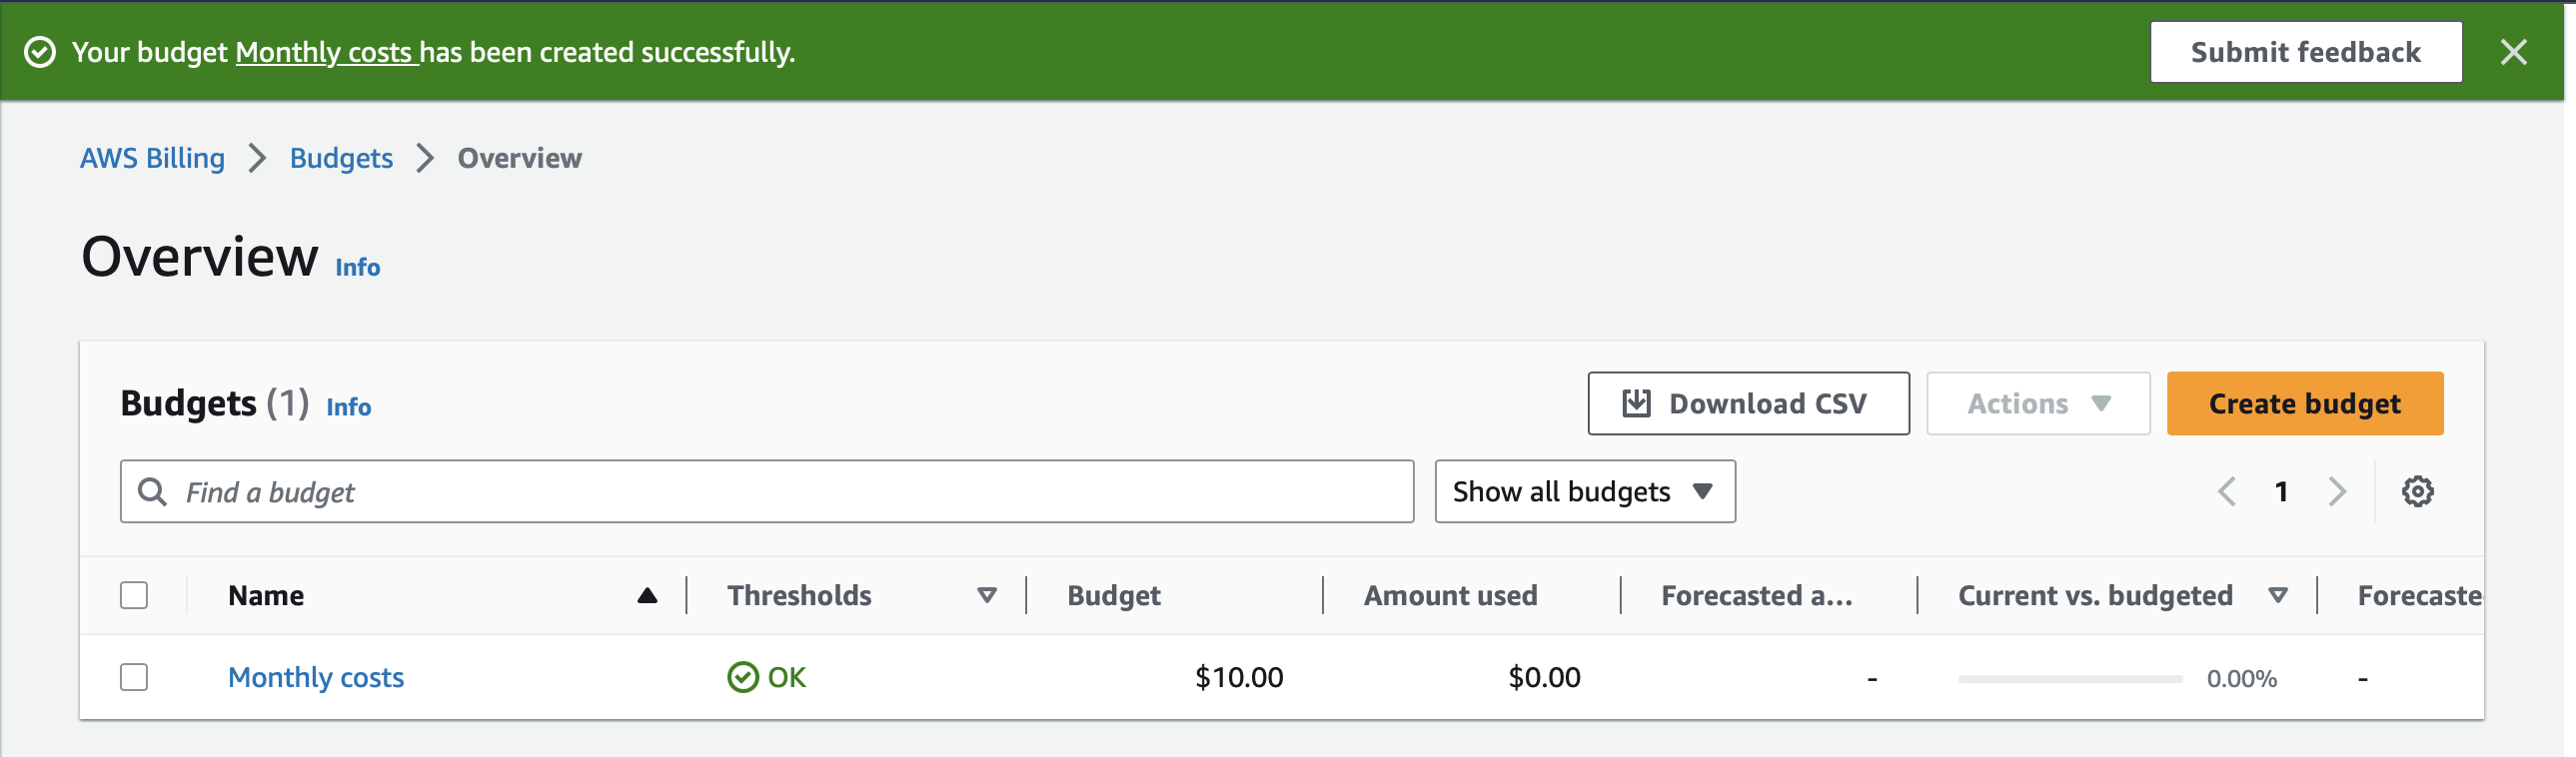 Your budget Monthly costs has been created successfully.
Submit feedback
AWS Billing
Budgets
Overview
Overview
Info
Budgets (1)
Info
Download CSV
Actions
Create budget
Find a budget
Show all budgets
1
Name
Thresholds
Budget
Amount used
Forecasted a...
Current vs. budgeted
Forecaste
Monthly costs
OK
$10.00
$0.00
-
0.00%
-